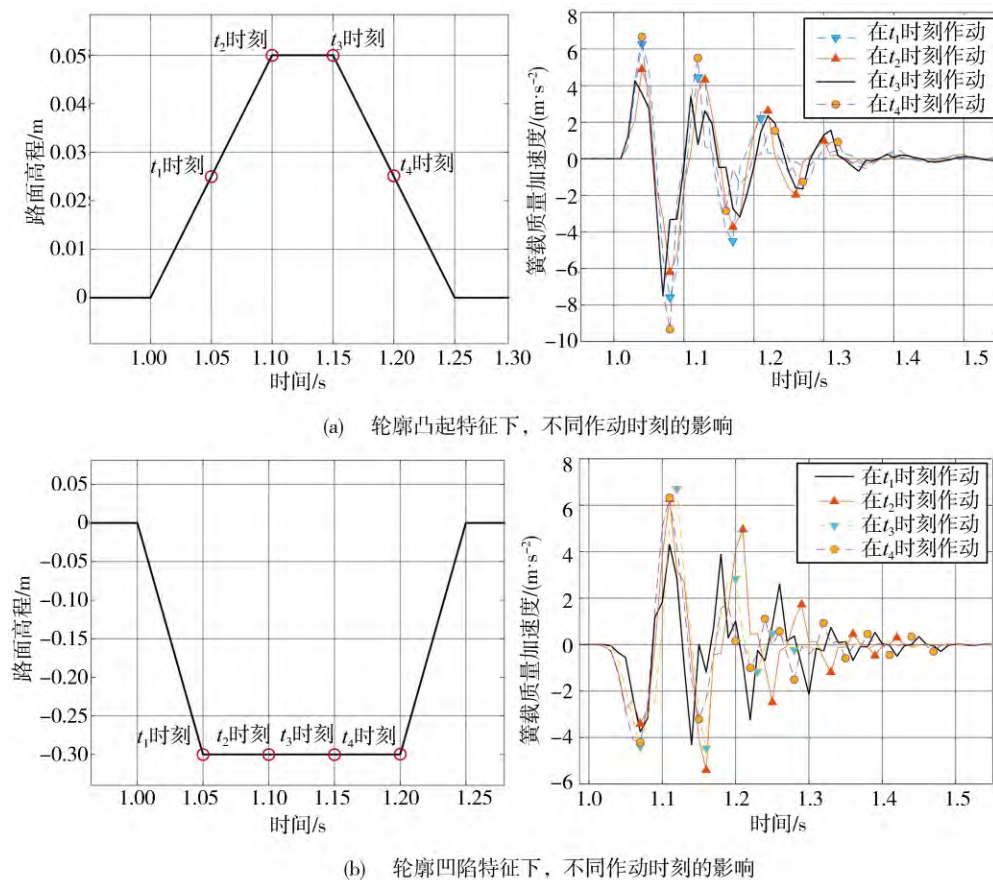 路面高程/m
0.05
0.04
0.03
0.02
0.01
0
t₁时刻
t₂时刻
t₃时刻
t₄时刻
1.00
1.05
1.10
1.15
1.20
1.25
1.30
时间/s
簧载质量加速度/(m·s⁻²)
8
6
4
2
0
-2
-4
-6
-8
-10
在t₁时刻作动
在t₂时刻作动
在t₃时刻作动
在t₄时刻作动
1.0
1.1
1.2
1.3
1.4
1.5
时间/s
(a) 轮廓凸起特征下，不同作动时刻的影响
路面高程/m
0.05
0
-0.05
-0.10
-0.15
-0.20
-0.25
-0.30
t₁时刻
t₂时刻
t₃时刻
t₄时刻
1.00
1.05
1.10
1.15
1.20
1.25
时间/s
簧载质量加速度/(m·s⁻²)
8
6
4
2
0
-2
-4
-6
在t₁时刻作动
在t₂时刻作动
在t₃时刻作动
在t₄时刻作动
1.0
1.1
1.2
1.3
1.4
1.5
时间/s
(b) 轮廓凹陷特征下，不同作动时刻的影响